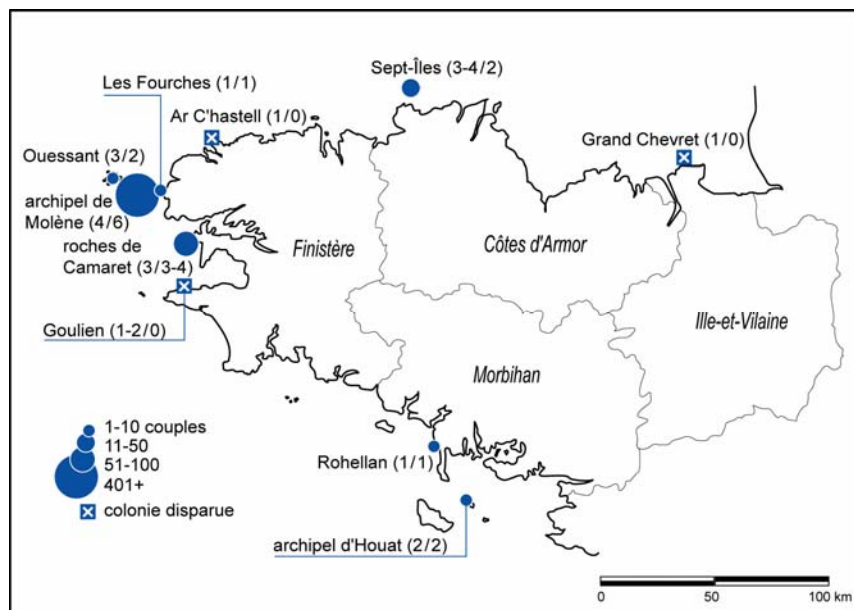 Sept-Îles (3-4/2)
Les Fourches (1/1)
Ar C'hastell (1/0)
Grand Chevret (1/0)
Ouessant (3/2)
archipel de
Molène (4/6)
roches de
Camaret (3/3-4)
Finistère
Côtes d'Armor
Ille-et-Vilaine
Goulien (1-2/0)
Morbihan
1-10 couples
11-50
51-100
401+
colonie disparue
Rohellan (1/1)
archipel d'Houat (2/2)
0 50 100 km